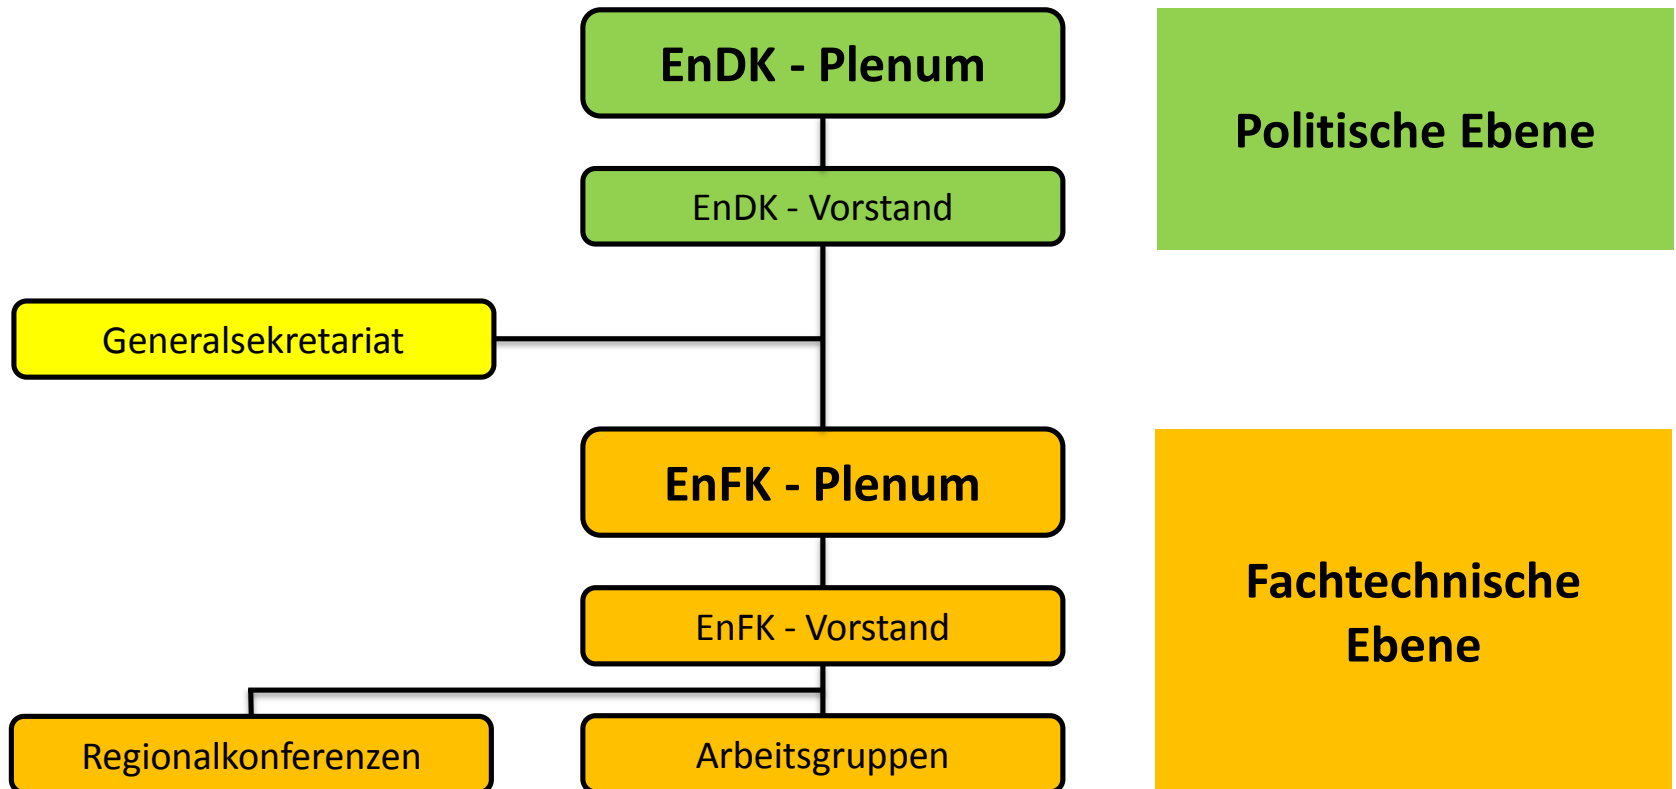 EnDK - Plenum
Politische Ebene
EnDK - Vorstand
Generalsekretariat
EnFK - Plenum
Fachtechnische
Ebene
EnFK - Vorstand
Regionalkonferenzen
Arbeitsgruppen